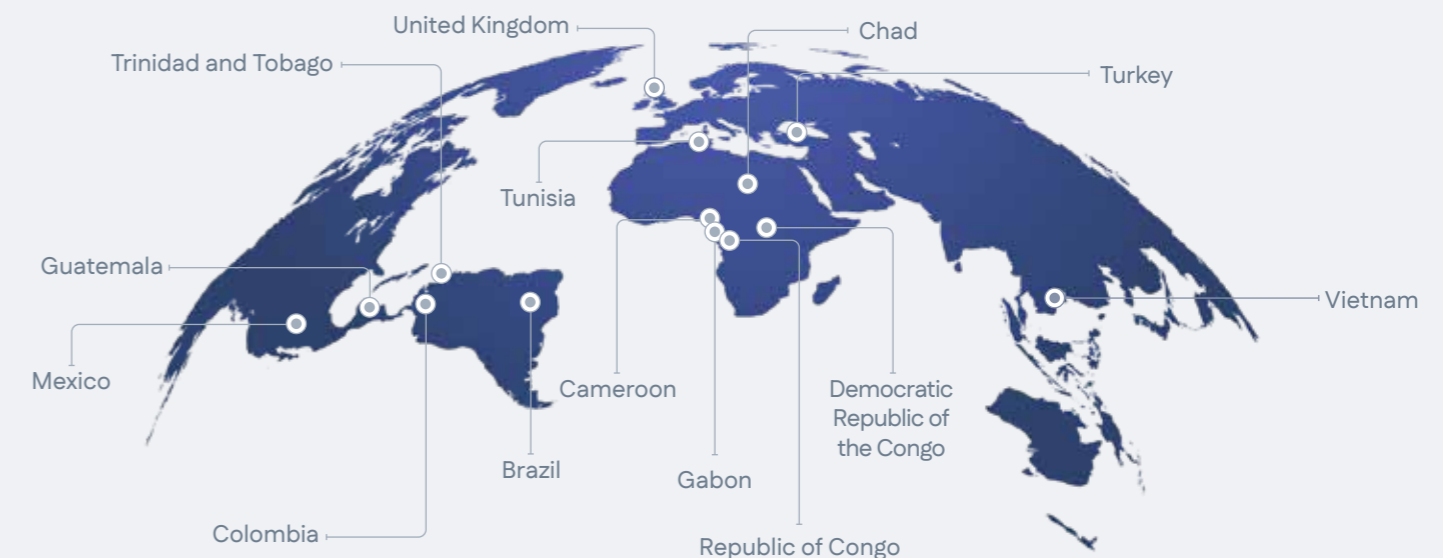 United Kingdom
Chad
Trinidad and Tobago
Turkey
Tunisia
Guatemala
Vietnam
Mexico
Cameroon
Democratic
Republic of
the Congo
Brazil
Gabon
Colombia
Republic of Congo